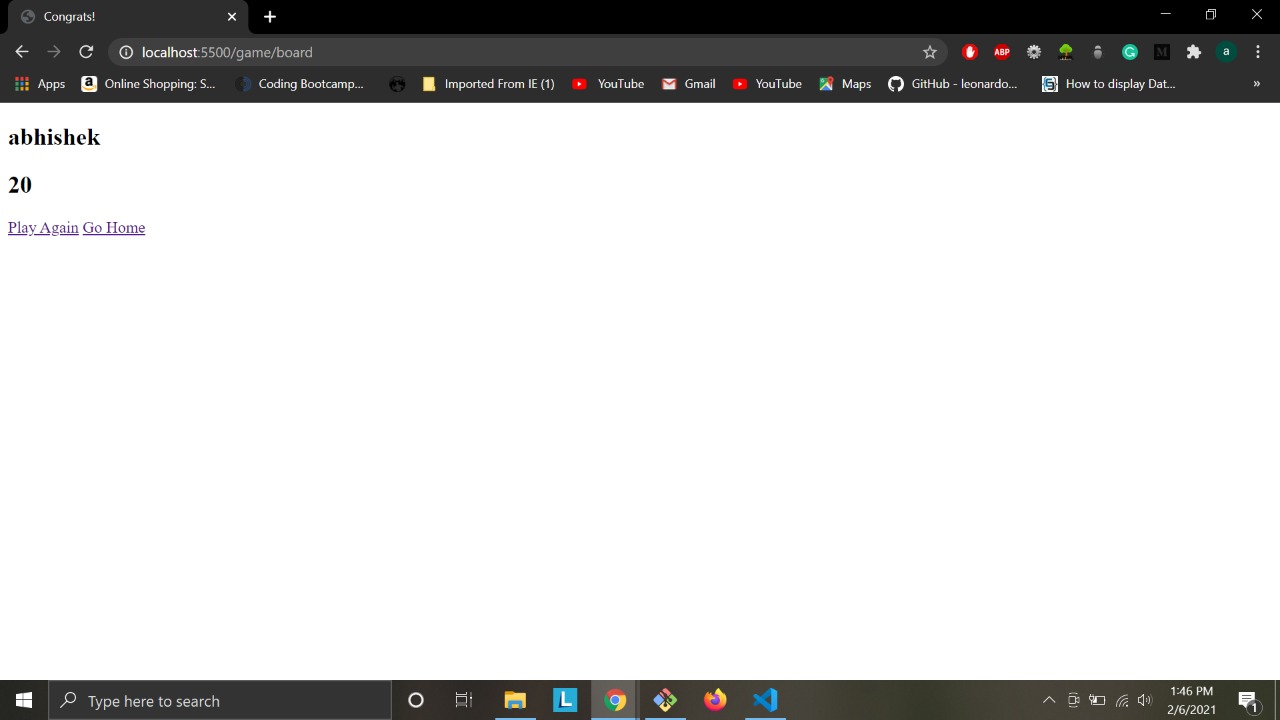 Congrats!
localhost:5500/game/board
ABP
M
a
Apps
a
Online Shopping: S...
Coding Bootcamp...
Imported From IE (1)
YouTube
Gmail
YouTube
Maps
GitHub - leonardo...
How to display Dat...
»
abhishek
20
Play Again Go Home
Type here to search
L
1:46 PM
2/6/2021
1